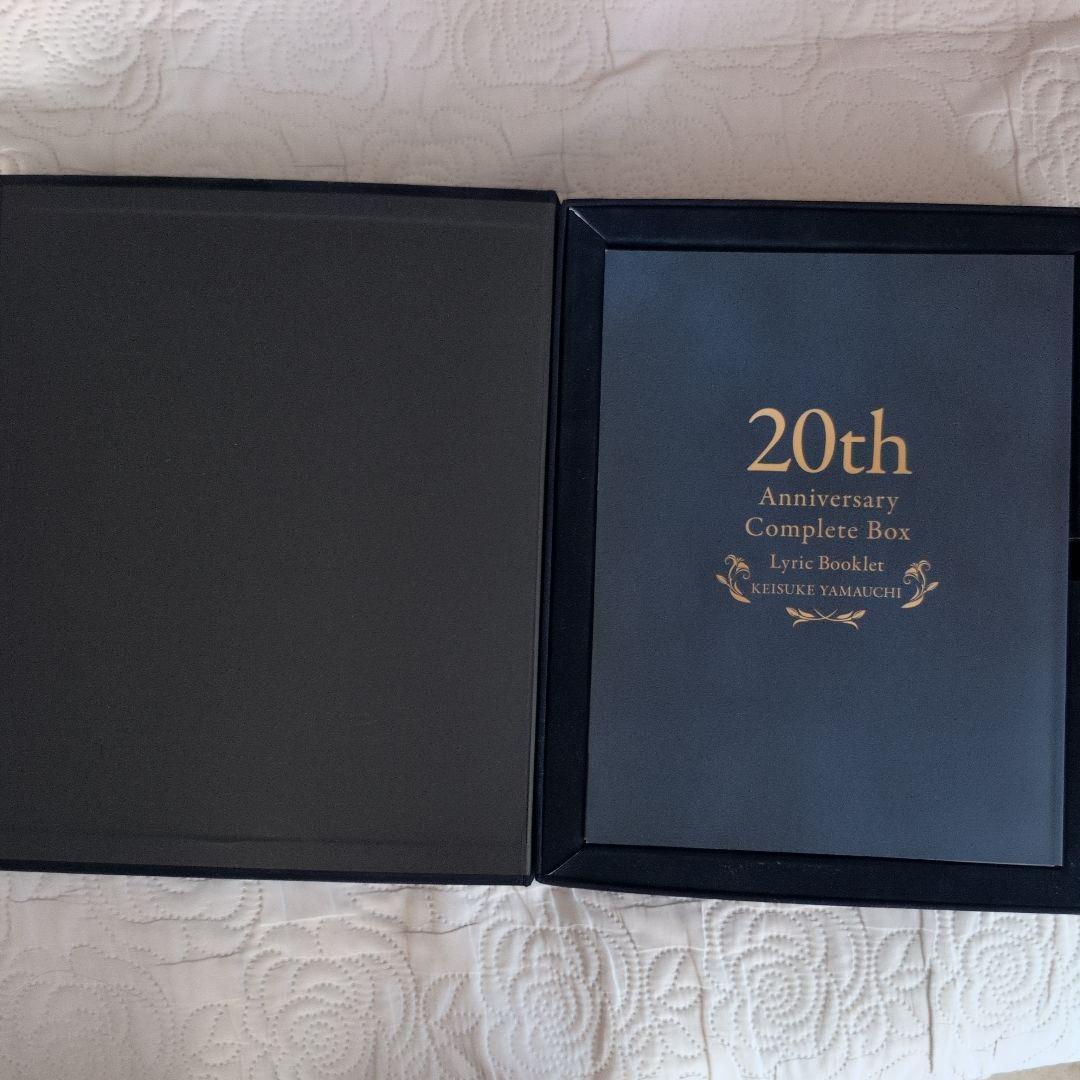 20th
Anniversary
Complete Box
Lyric Booklet
KEISUKE YAMAUCHI